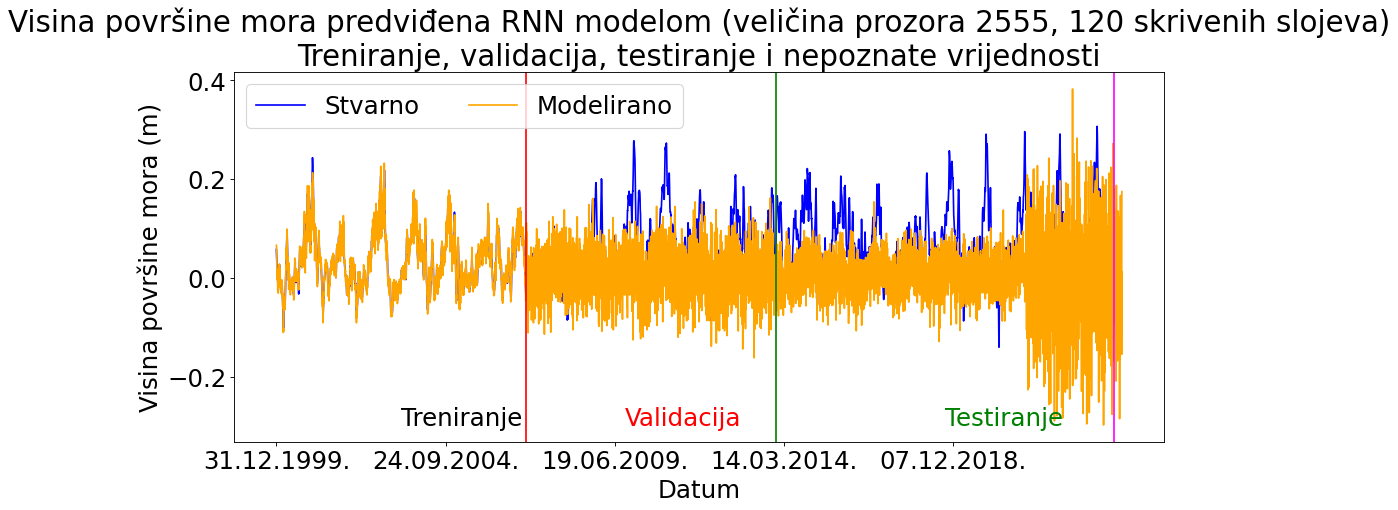 Visina površine mora predviđena RNN modelom (veličina prozora 2555, 120 skrivenih slojeva)
Treniranje, validacija, testiranje i nepoznate vrijednosti
Stvarno
Modelirano
Visina površine mora (m)
0.4
0.2
0.0
−0.2
Treniranje
Validacija
Testiranje
31.12.1999.
24.09.2004.
19.06.2009.
14.03.2014.
07.12.2018.
Datum